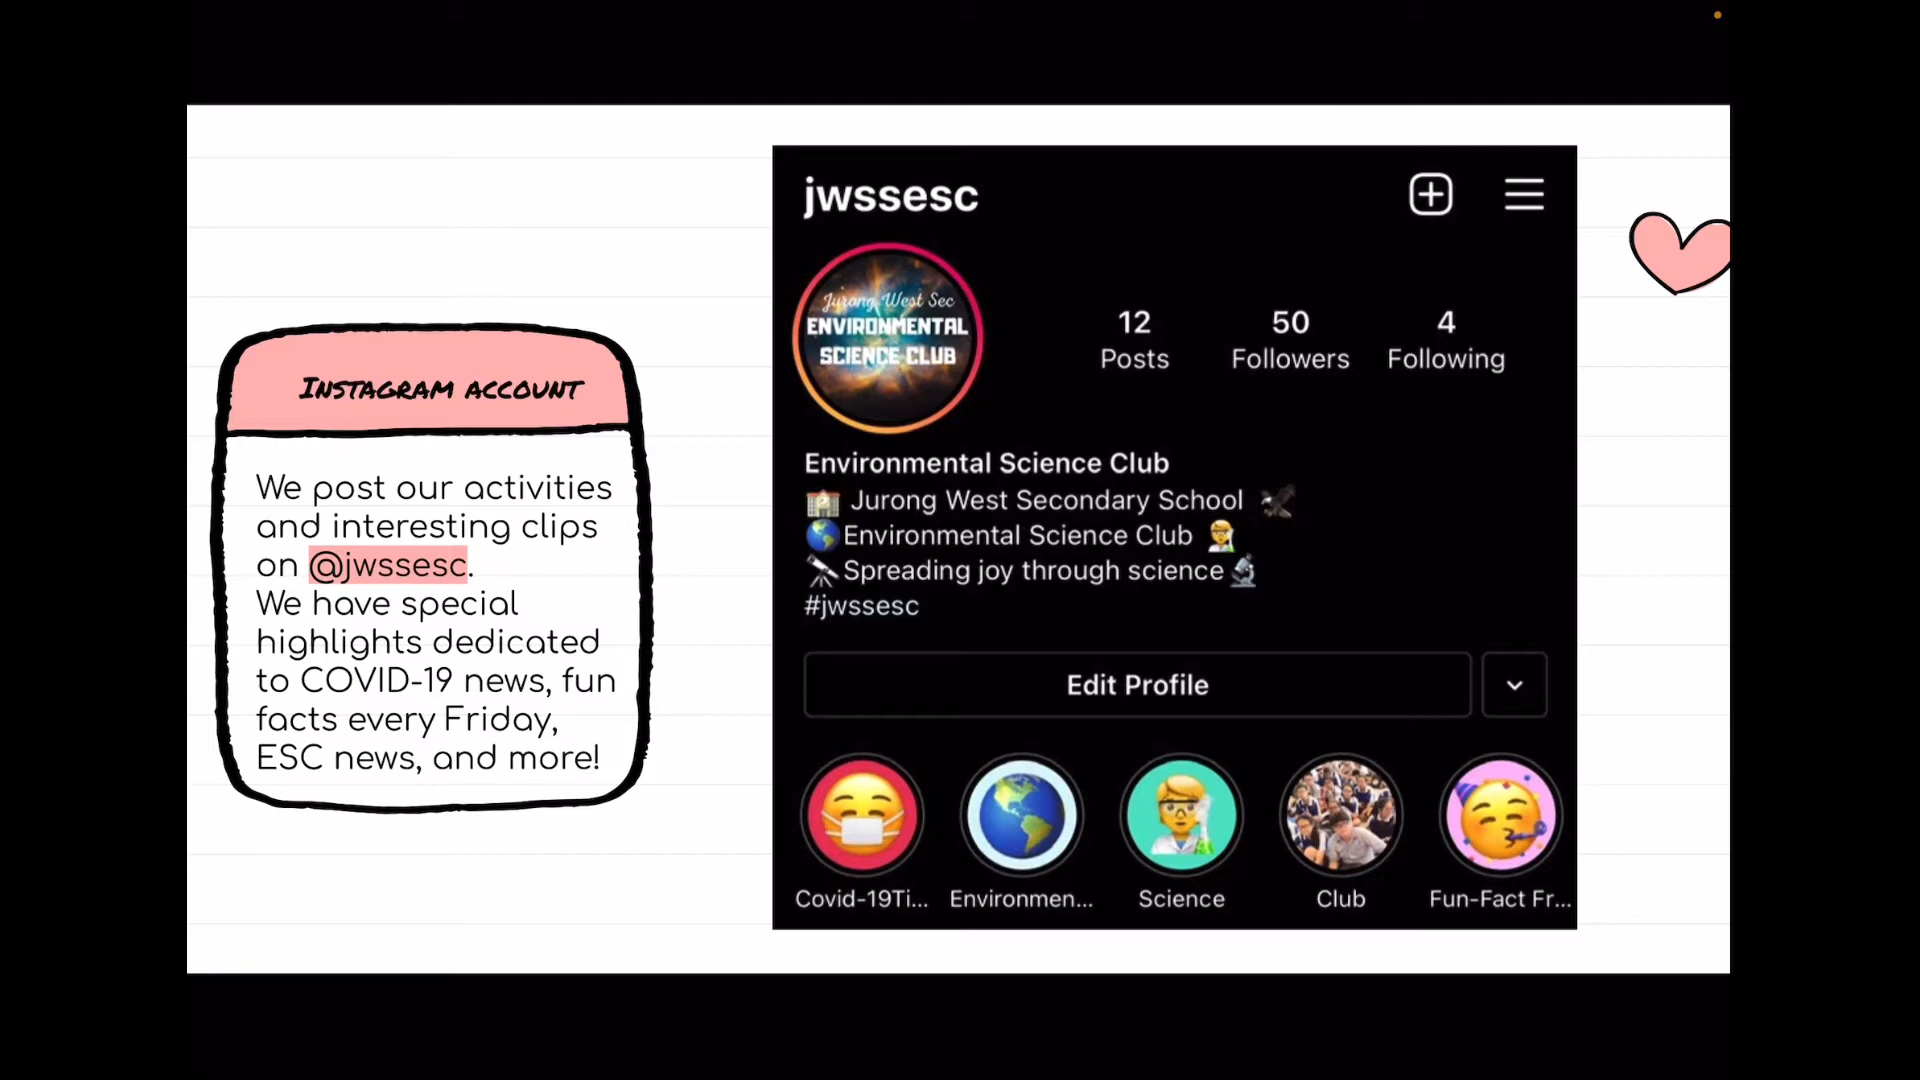 Instagram account
We post our activities
and interesting clips
on @jwssesc.
We have special
highlights dedicated
to COVID-19 news, fun
facts every Friday,
ESC news, and more!
jwssesc
Jurong West Sec
ENVIRONMENTAL
SCIENCE CLUB
12 50 4
Posts Followers Following
Environmental Science Club
Jurong West Secondary School
Environmental Science Club
Spreading joy through science
#jwssesc
Edit Profile
Covid-19Ti... Environmen... Science Club Fun-Fact Fr...